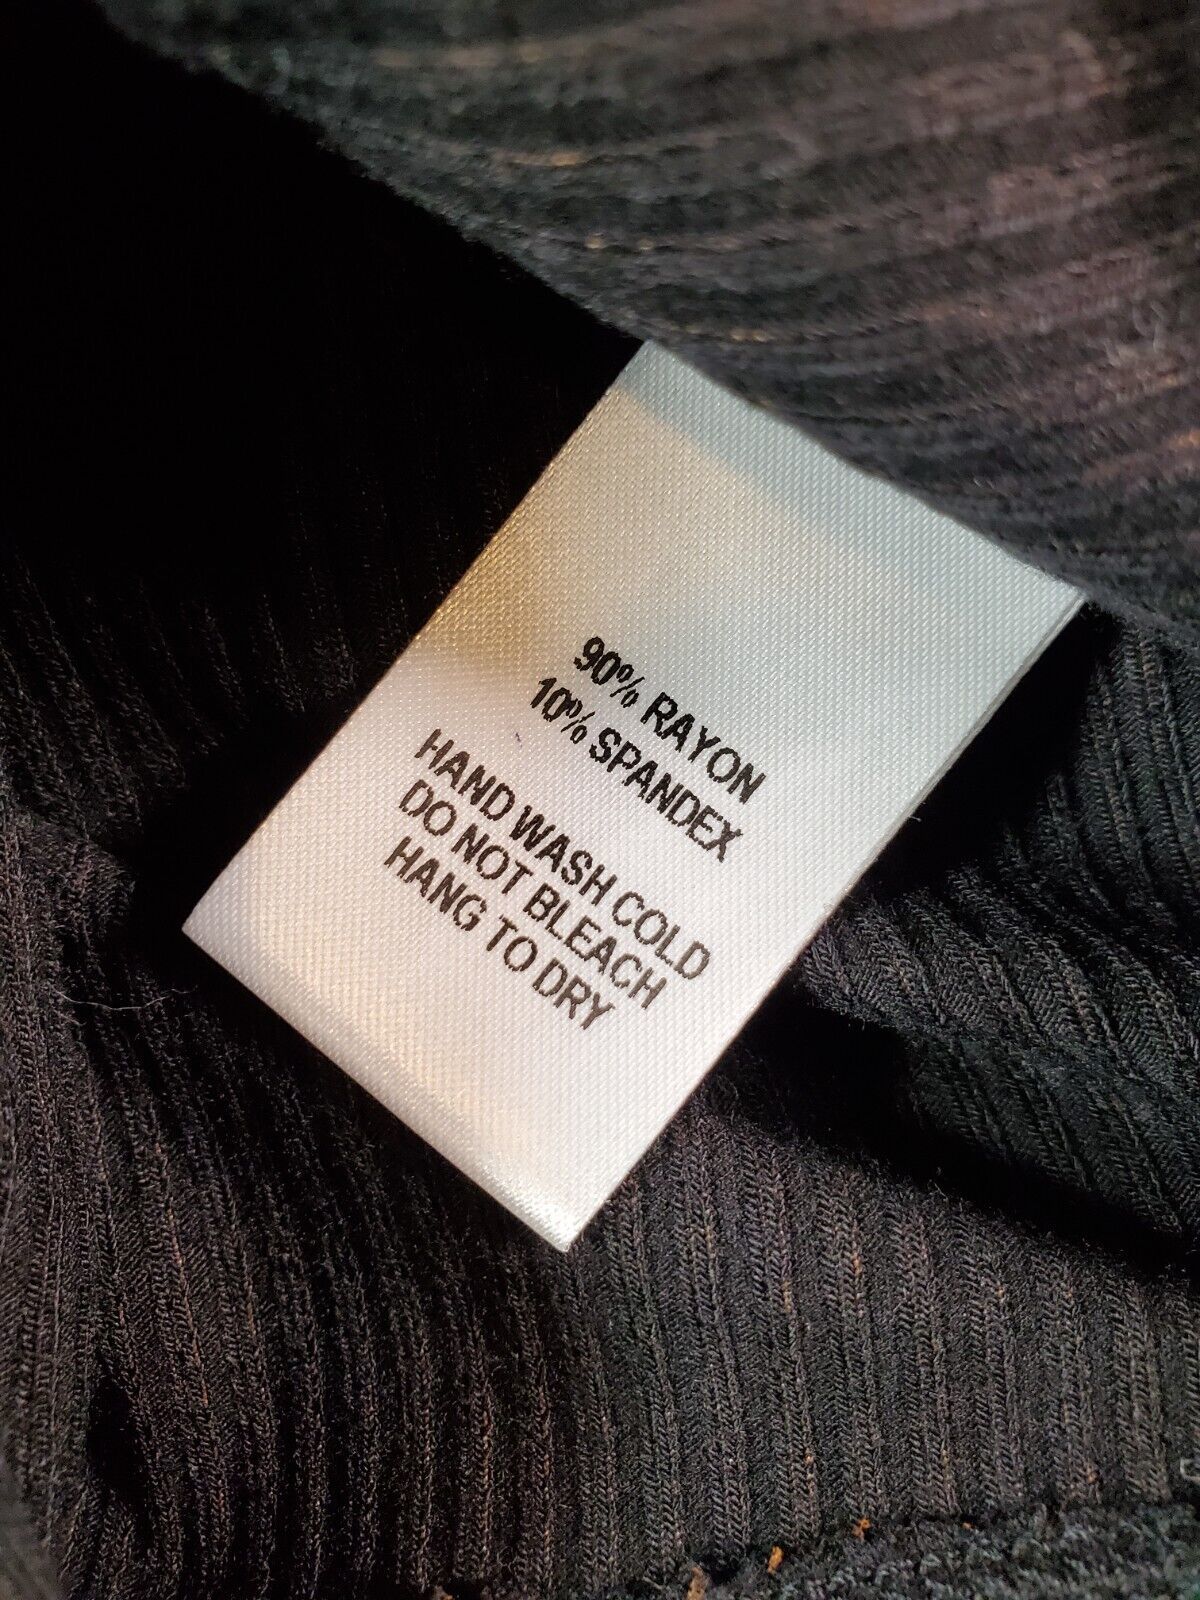 90% RAYON
10% SPANDEX
HAND WASH COLD
DO NOT BLEACH
HANG TO DRY